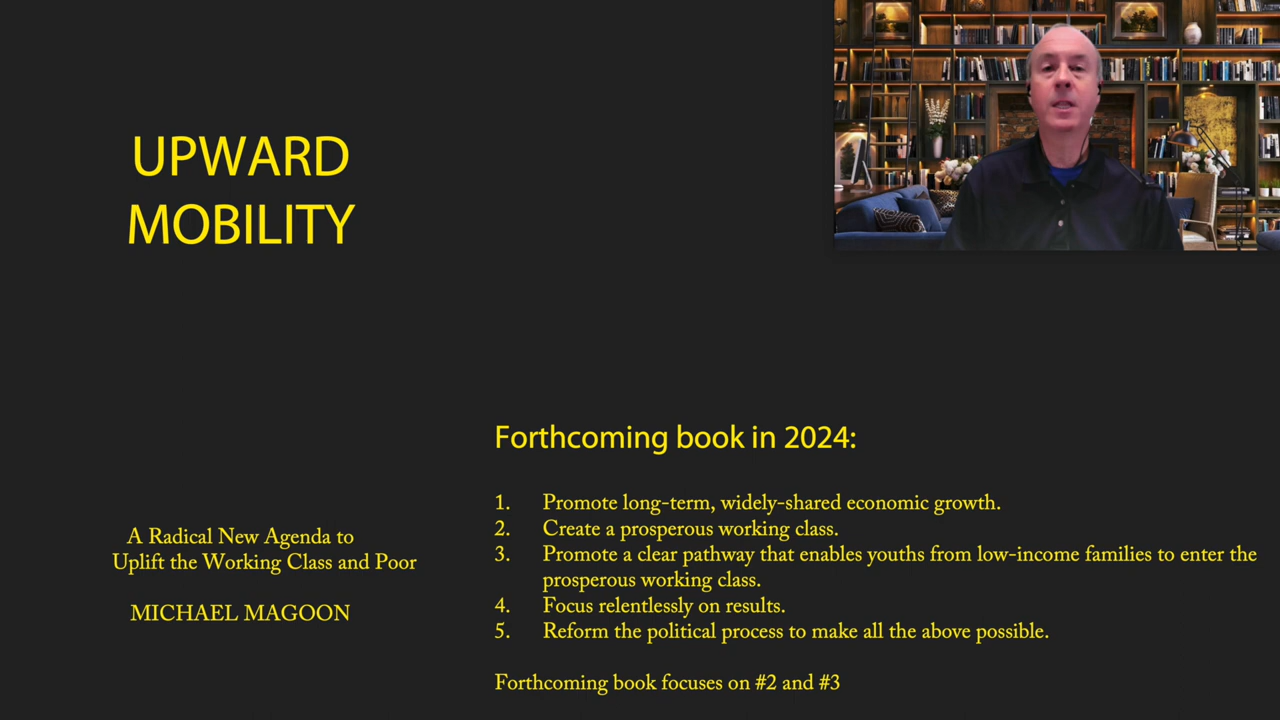 UPWARD
MOBILITY
A Radical New Agenda to
Uplift the Working Class and Poor
MICHAEL MAGOON
Forthcoming book in 2024:
1. Promote long-term, widely-shared economic growth.
2. Create a prosperous working class.
3. Promote a clear pathway that enables youths from low-income families to enter the
prosperous working class.
4. Focus relentlessly on results.
5. Reform the political process to make all the above possible.
Forthcoming book focuses on #2 and #3